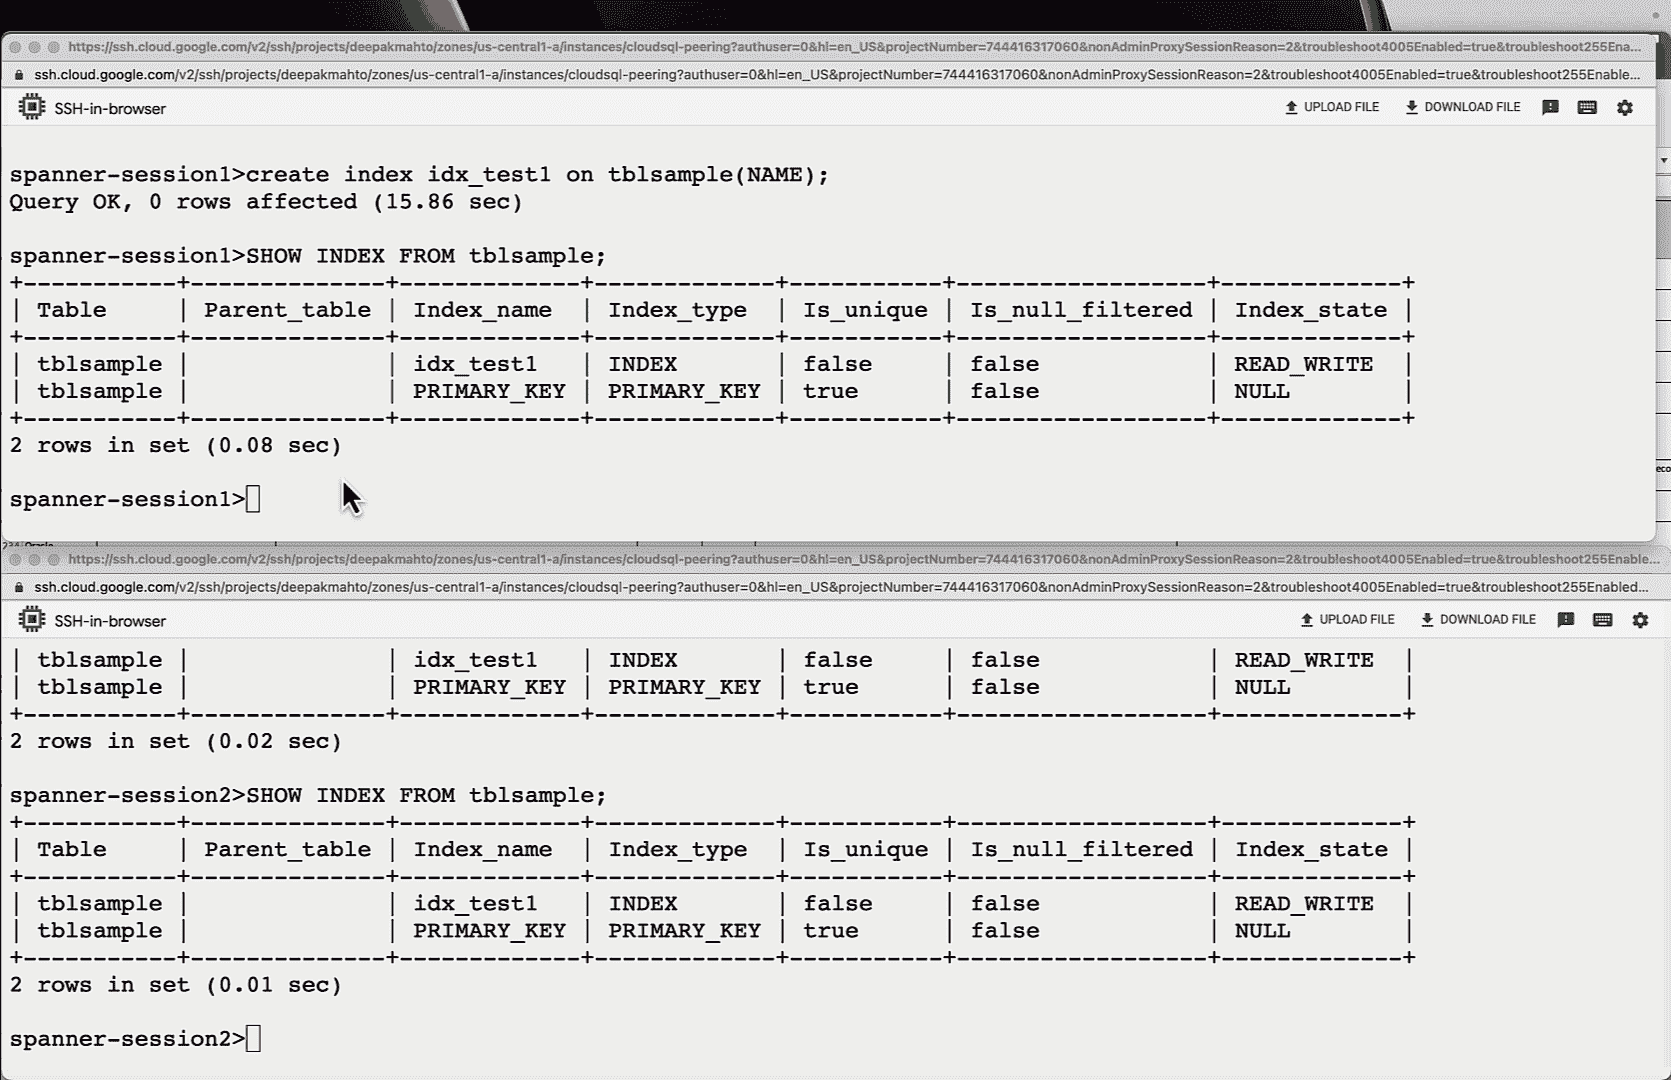 https://ssh.cloud.google.com/v2/ssh/projects/deepakmahto/zones/us-central1-a/instances/cloudsql-peering?authuser=0&hl=en_US&projectNumber=744416317060&nonAdminProxySessionReason=2&troubleshoot4005Enabled=true&troubleshoot255Ena...
ssh.cloud.google.com/v2/ssh/projects/deepakmahto/zones/us-central1-a/instances/cloudsql-peering?authuser=0&hl=en_US&projectNumber=744416317060&nonAdminProxySessionReason=2&troubleshoot4005Enabled=true&troubleshoot255Enable...
SSH-in-browser UPLOAD FILE DOWNLOAD FILE
spanner-session1>create index idx_test1 on tblsample(NAME);
Query OK, 0 rows affected (15.86 sec)
spanner-session1>SHOW INDEX FROM tblsample;
+-----------+--------------+-------------+-------------+-----------+------------------+-------------+
| Table     | Parent_table | Index_name  | Index_type  | Is_unique | Is_null_filtered | Index_state |
+-----------+--------------+-------------+-------------+-----------+------------------+-------------+
| tblsample |              | idx_test1   | INDEX       | false     | false            | READ_WRITE  |
| tblsample |              | PRIMARY_KEY | PRIMARY_KEY | true      | false            | NULL        |
+-----------+--------------+-------------+-------------+-----------+------------------+-------------+
2 rows in set (0.08 sec)
spanner-session1>
https://ssh.cloud.google.com/v2/ssh/projects/deepakmahto/zones/us-central1-a/instances/cloudsql-peering?authuser=0&hl=en_US&projectNumber=744416317060&nonAdminProxySessionReason=2&troubleshoot4005Enabled=true&troubleshoot255Enable...
ssh.cloud.google.com/v2/ssh/projects/deepakmahto/zones/us-central1-a/instances/cloudsql-peering?authuser=0&hl=en_US&projectNumber=744416317060&nonAdminProxySessionReason=2&troubleshoot4005Enabled=true&troubleshoot255Enabled...
SSH-in-browser UPLOAD FILE DOWNLOAD FILE
| tblsample |              | idx_test1   | INDEX       | false     | false            | READ_WRITE  |
| tblsample |              | PRIMARY_KEY | PRIMARY_KEY | true      | false            | NULL        |
+-----------+--------------+-------------+-------------+-----------+------------------+-------------+
2 rows in set (0.02 sec)
spanner-session2>SHOW INDEX FROM tblsample;
+-----------+--------------+-------------+-------------+-----------+------------------+-------------+
| Table     | Parent_table | Index_name  | Index_type  | Is_unique | Is_null_filtered | Index_state |
+-----------+--------------+-------------+-------------+-----------+------------------+-------------+
| tblsample |              | idx_test1   | INDEX       | false     | false            | READ_WRITE  |
| tblsample |              | PRIMARY_KEY | PRIMARY_KEY | true      | false            | NULL        |
+-----------+--------------+-------------+-------------+-----------+------------------+-------------+
2 rows in set (0.01 sec)
spanner-session2>